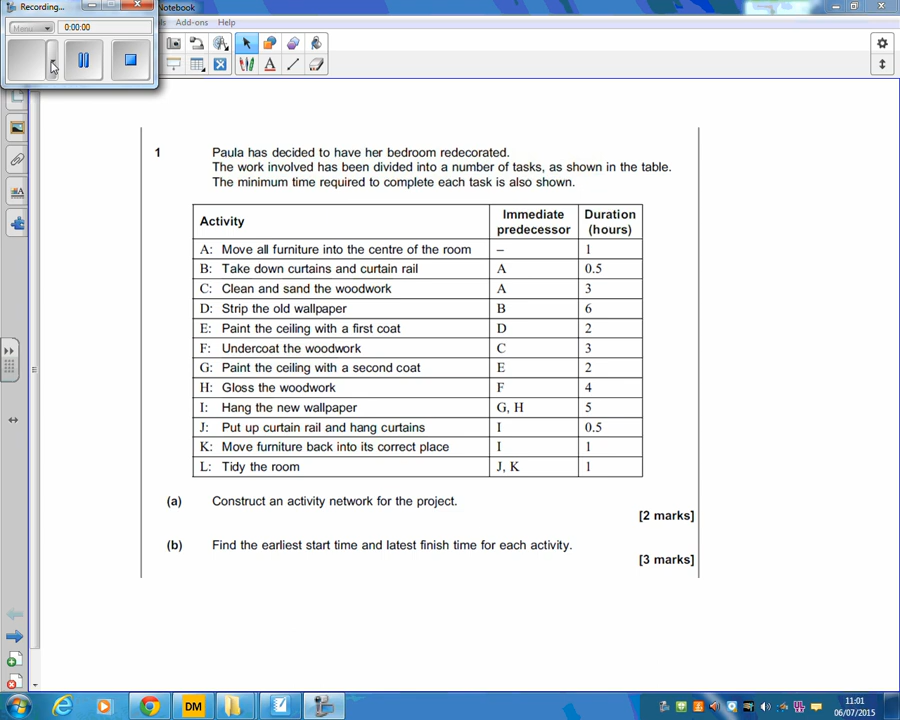 Recording...
Notebook
Menu
0:00:00
Add-ons Help
1 Paula has decided to have her bedroom redecorated.
The work involved has been divided into a number of tasks, as shown in the table.
The minimum time required to complete each task is also shown.
Activity Immediate predecessor Duration (hours)
A: Move all furniture into the centre of the room – 1
B: Take down curtains and curtain rail A 0.5
C: Clean and sand the woodwork A 3
D: Strip the old wallpaper B 6
E: Paint the ceiling with a first coat D 2
F: Undercoat the woodwork C 3
G: Paint the ceiling with a second coat E 2
H: Gloss the woodwork F 4
I: Hang the new wallpaper G, H 5
J: Put up curtain rail and hang curtains I 0.5
K: Move furniture back into its correct place I 1
L: Tidy the room J, K 1
(a) Construct an activity network for the project.
[2 marks]
(b) Find the earliest start time and latest finish time for each activity.
[3 marks]
DM
11:01
06/07/2015